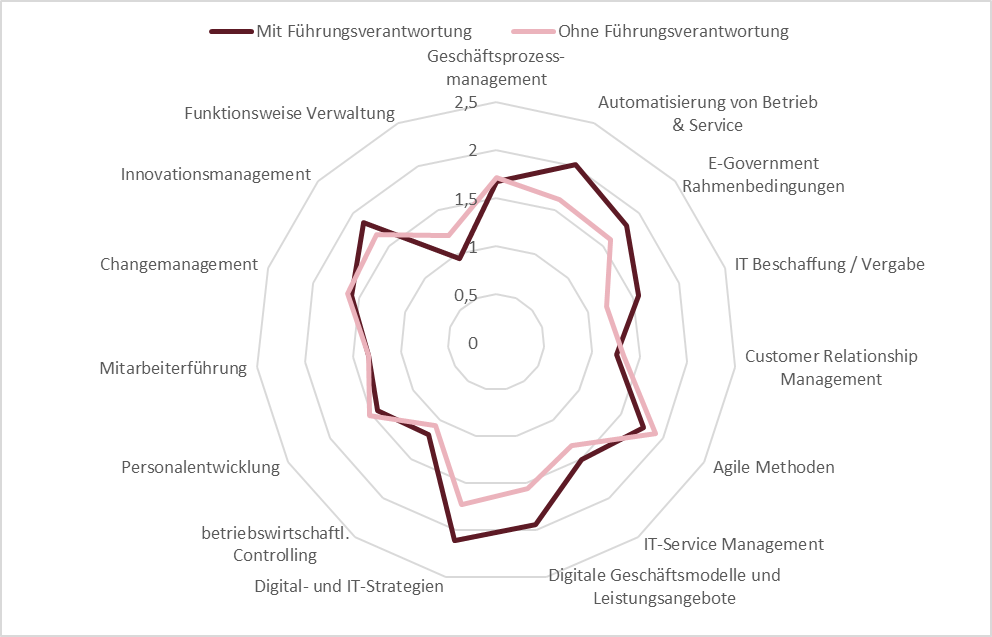 Mit Führungsverantwortung
Ohne Führungsverantwortung
Geschäftsprozess-
management
Automatisierung von Betrieb
& Service
E-Government
Rahmenbedingungen
IT Beschaffung / Vergabe
Customer Relationship
Management
Agile Methoden
IT-Service Management
Digitale Geschäftsmodelle und
Leistungsangebote
Digital- und IT-Strategien
betriebswirtschaftl.
Controlling
Personalentwicklung
Mitarbeiterführung
Changemanagement
Innovationsmanagement
Funktionsweise Verwaltung
2,5
2
1,5
1
0,5
0